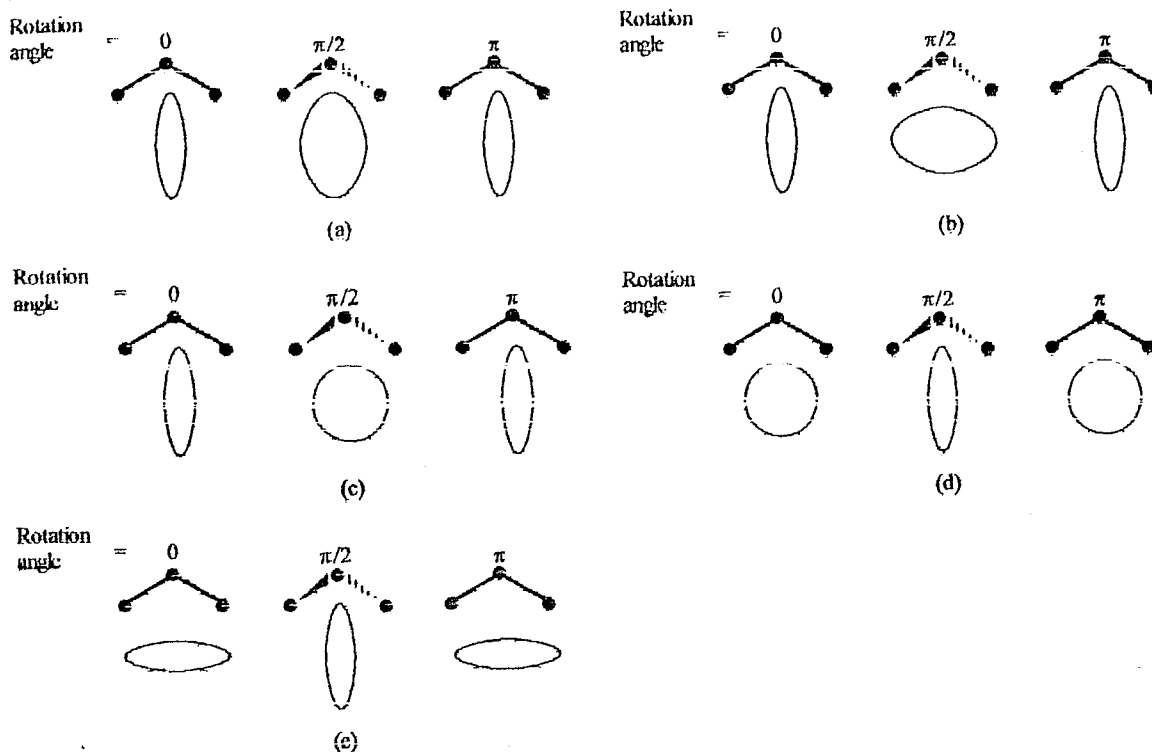 Rotation
angle = 0 π/2 π
(a)
Rotation
angle = 0 π/2 π
(b)
Rotation
angle = 0 π/2 π
(c)
Rotation
angle = 0 π/2 π
(d)
Rotation
angle = 0 π/2 π
(e)